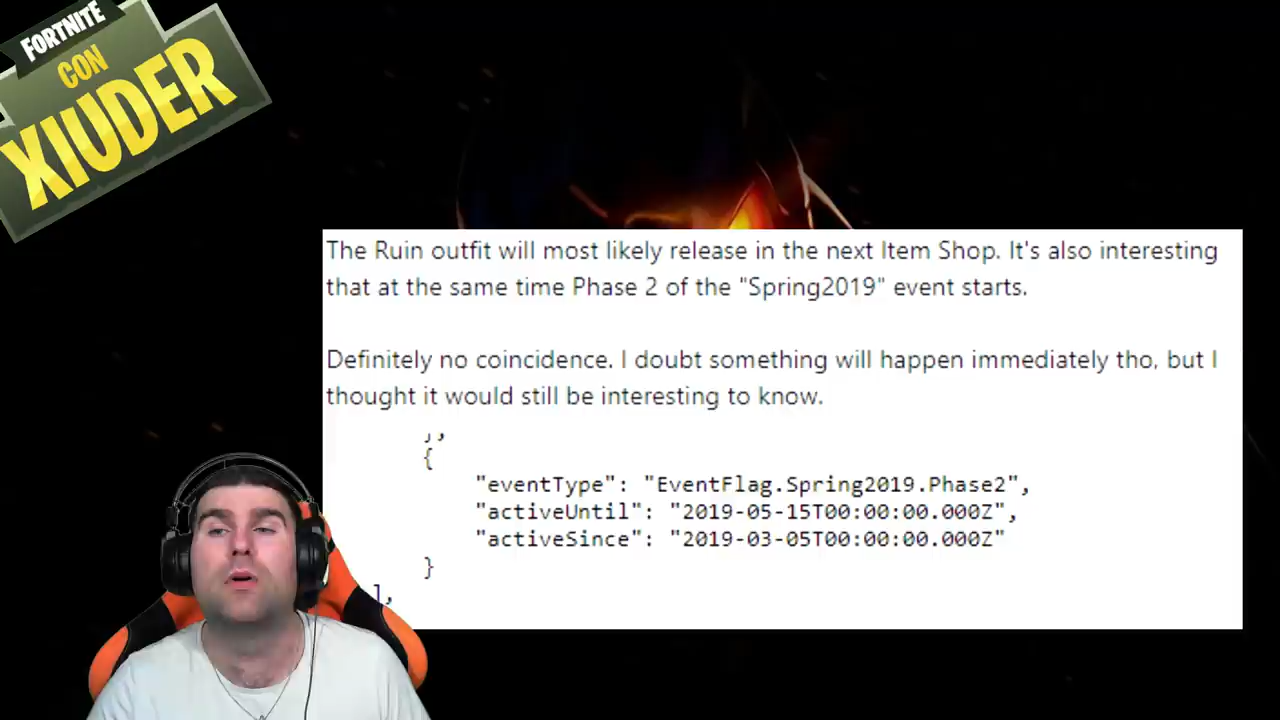 FORTNITE
CON
XIUDER
The Ruin outfit will most likely release in the next Item Shop. It's also interesting
that at the same time Phase 2 of the "Spring2019" event starts.
Definitely no coincidence. I doubt something will happen immediately tho, but I
thought it would still be interesting to know.
},
{
"eventType": "EventFlag.Spring2019.Phase2",
"activeUntil": "2019-05-15T00:00:00.000Z",
"activeSince": "2019-03-05T00:00:00.000Z"
}
],